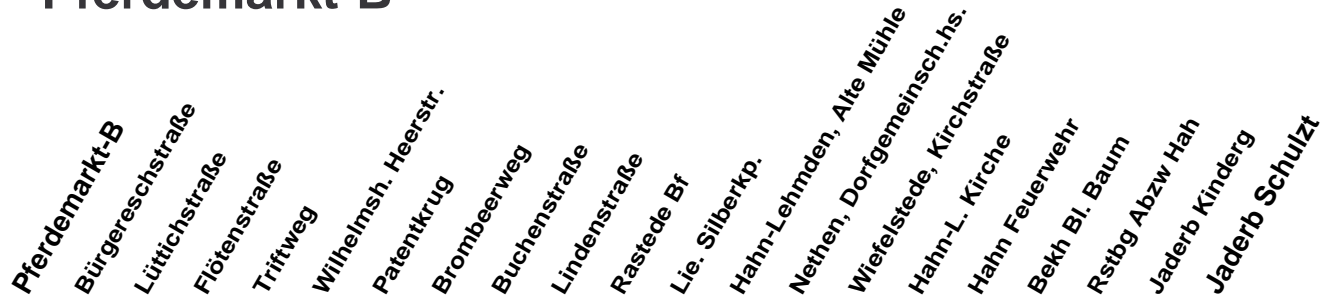 Pferdemarkt-B
Pferdemarkt-B
Bürgereschstraße
Lüttichstraße
Flötenstraße
Triftweg
Wilhelmsh. Heerstr.
Patentkrug
Brombeerweg
Buchenstraße
Lindenstraße
Rastede Bf
Lie. Silberkp.
Hahn-Lehmden, Alte Mühle
Nethen, Dorfgemeinsch.hs.
Wiefelstede, Kirchstraße
Hahn-L. Kirche
Hahn Feuerwehr
Bekh Bl. Baum
Rstbg Abzw Hah
Jaderb Kinderg
Jaderb Schulzt